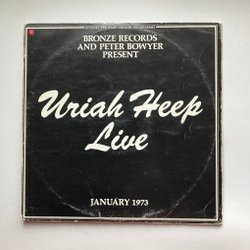 BRONZE RECORDS
AND PETER BOWYER
PRESENT
Uriah Heep
Live
JANUARY 1973